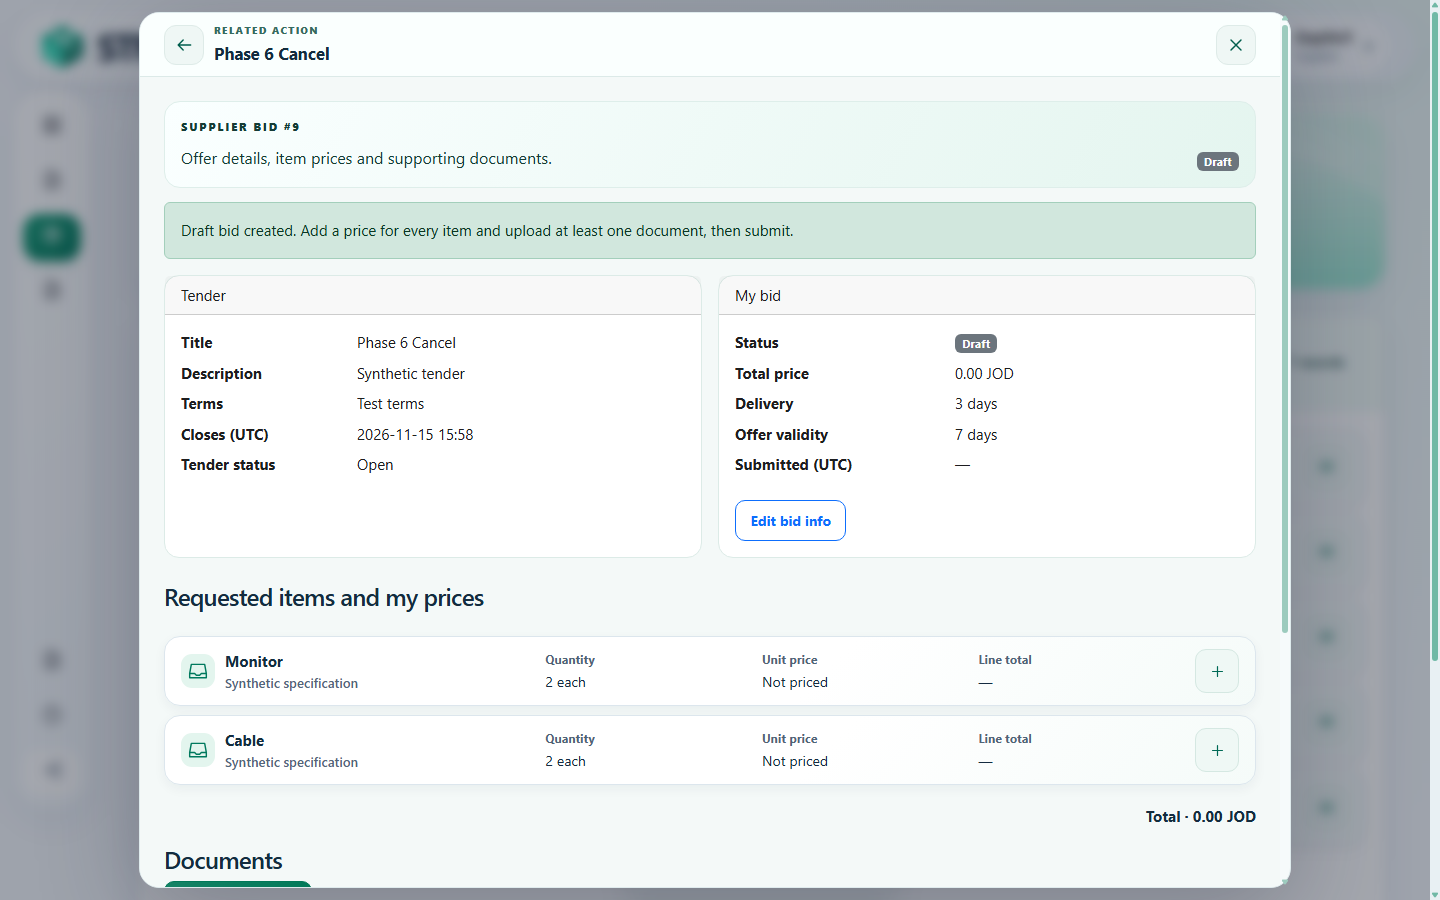 RELATED ACTION
Phase 6 Cancel
SUPPLIER BID #9
Offer details, item prices and supporting documents.
Draft
Draft bid created. Add a price for every item and upload at least one document, then submit.
Tender
Title Phase 6 Cancel
Description Synthetic tender
Terms Test terms
Closes (UTC) 2026-11-15 15:58
Tender status Open
My bid
Status Draft
Total price 0.00 JOD
Delivery 3 days
Offer validity 7 days
Submitted (UTC) —
Edit bid info
Requested items and my prices
Monitor Quantity Unit price Line total
Synthetic specification 2 each Not priced —
Cable Quantity Unit price Line total
Synthetic specification 2 each Not priced —
Total · 0.00 JOD
Documents